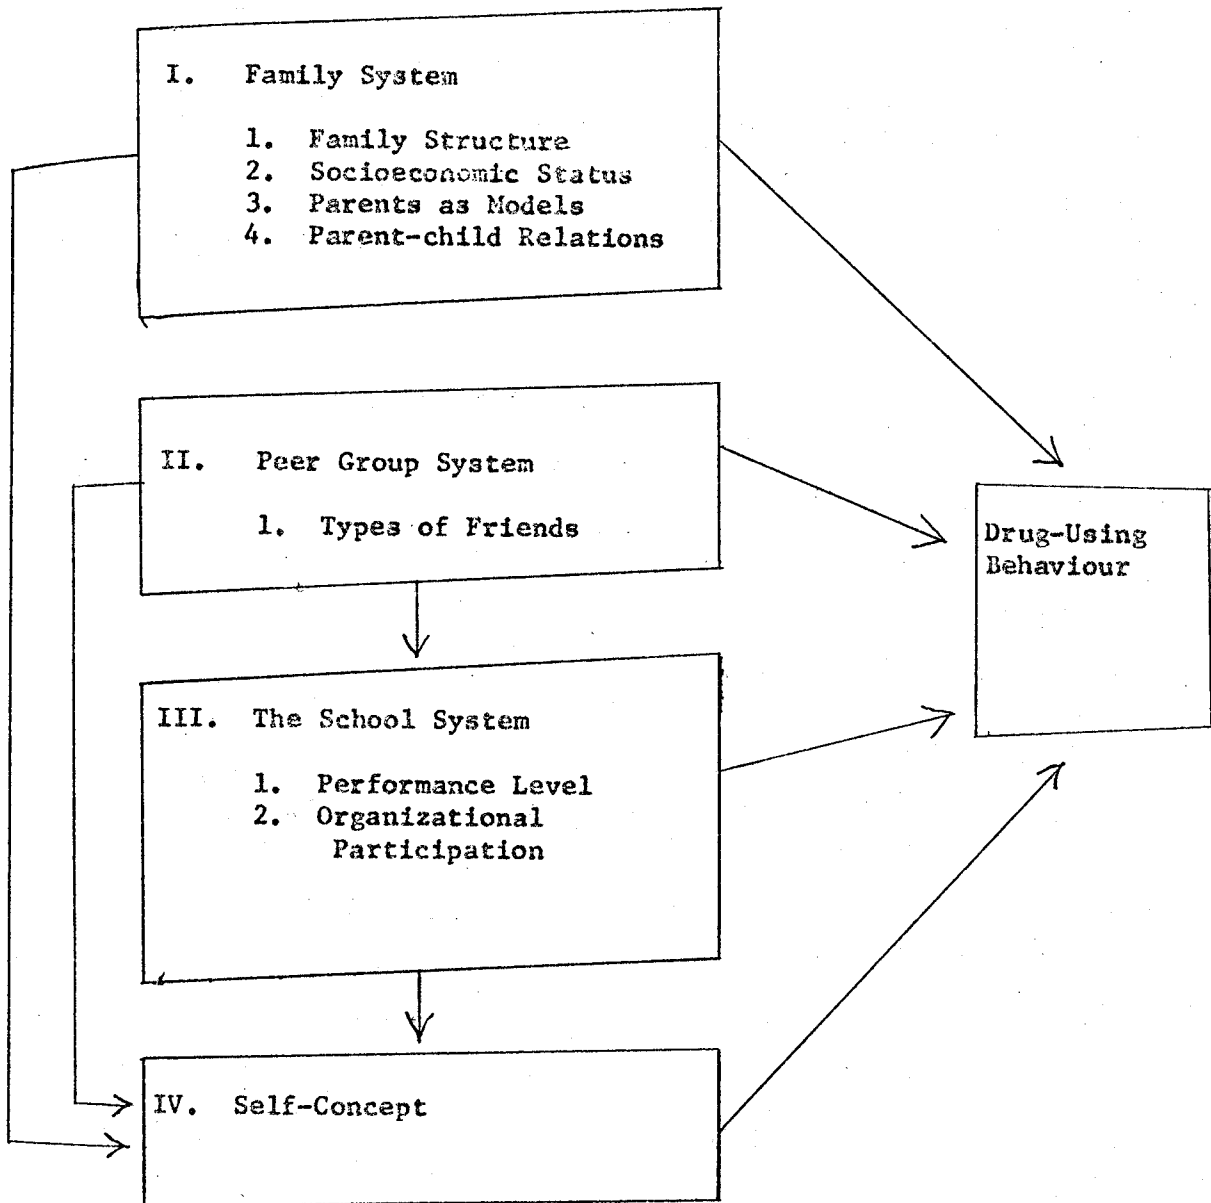 I. Family System
1. Family Structure
2. Socioeconomic Status
3. Parents as Models
4. Parent-child Relations
II. Peer Group System
1. Types of Friends
Drug-Using
Behaviour
III. The School System
1. Performance Level
2. Organizational
Participation
IV. Self-Concept